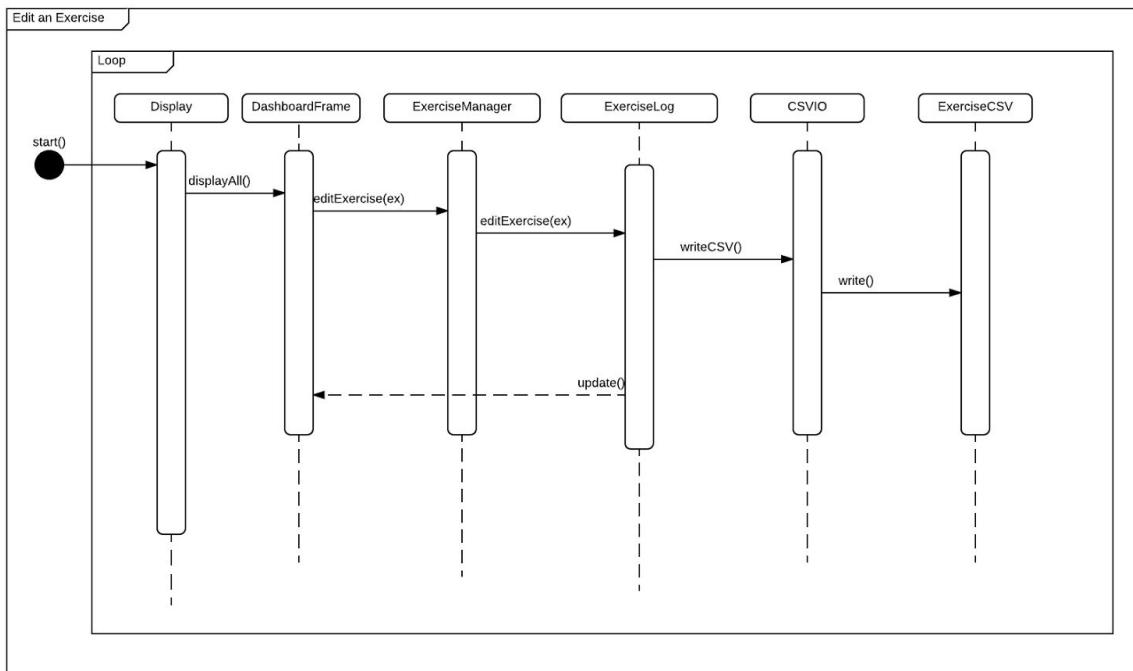 Edit an Exercise
Loop
Display
DashboardFrame
ExerciseManager
ExerciseLog
CSVIO
ExerciseCSV
start()
displayAll()
editExercise(ex)
editExercise(ex)
writeCSV()
write()
update()